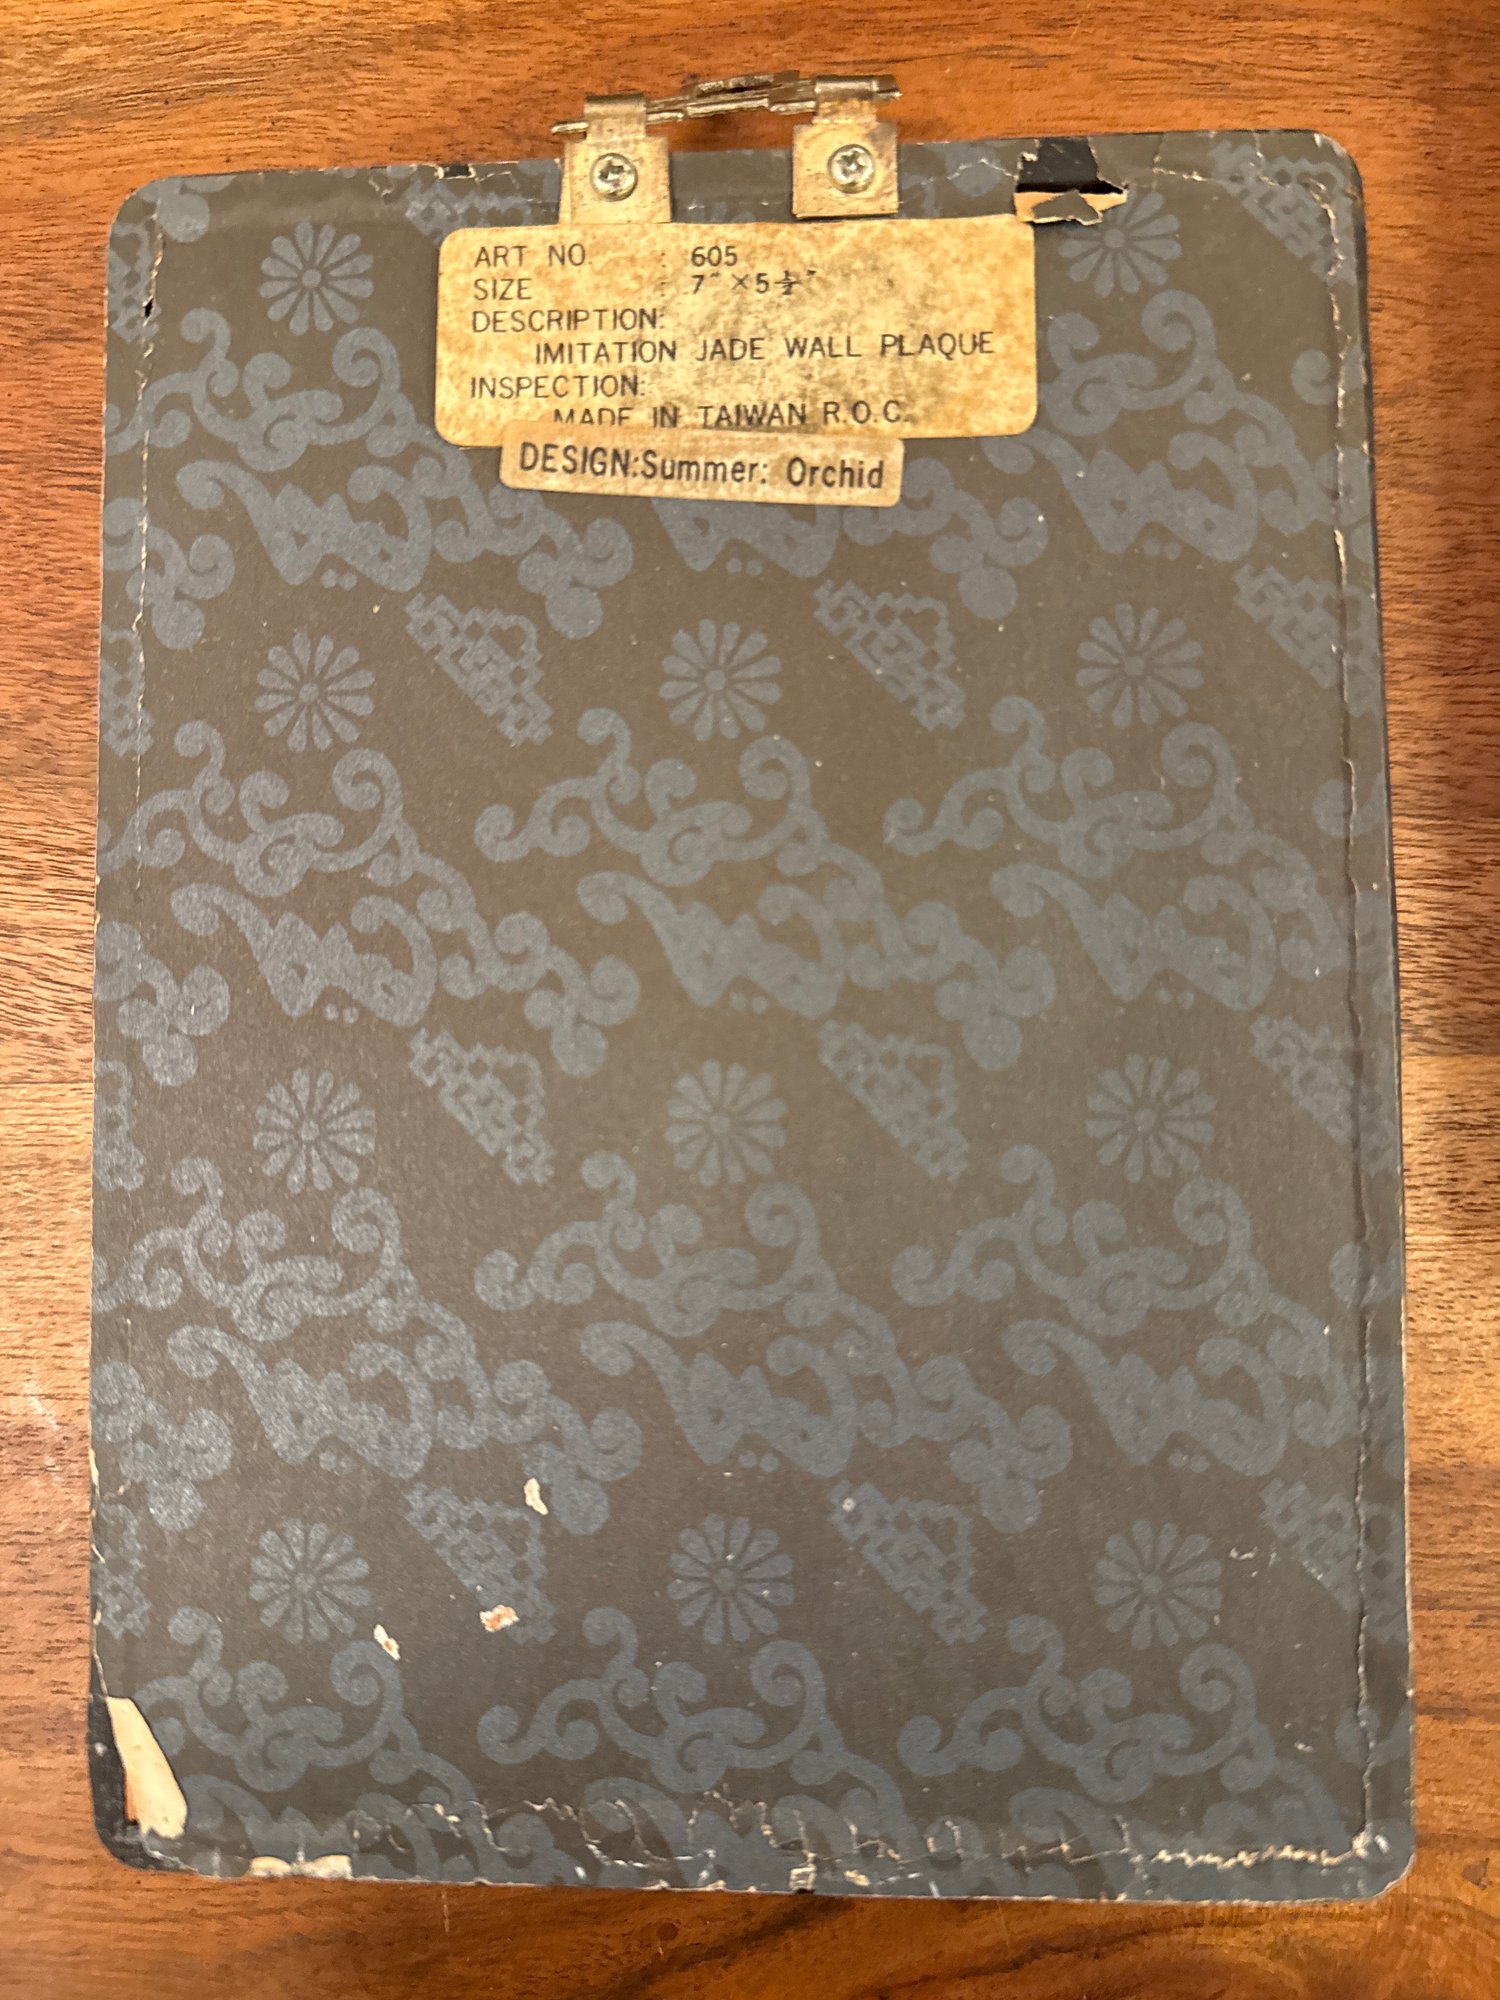 ART NO. : 605
SIZE : 7" × 5½"
DESCRIPTION:
IMITATION JADE WALL PLAQUE
INSPECTION:
MADE IN TAIWAN R.O.C.
DESIGN:Summer: Orchid